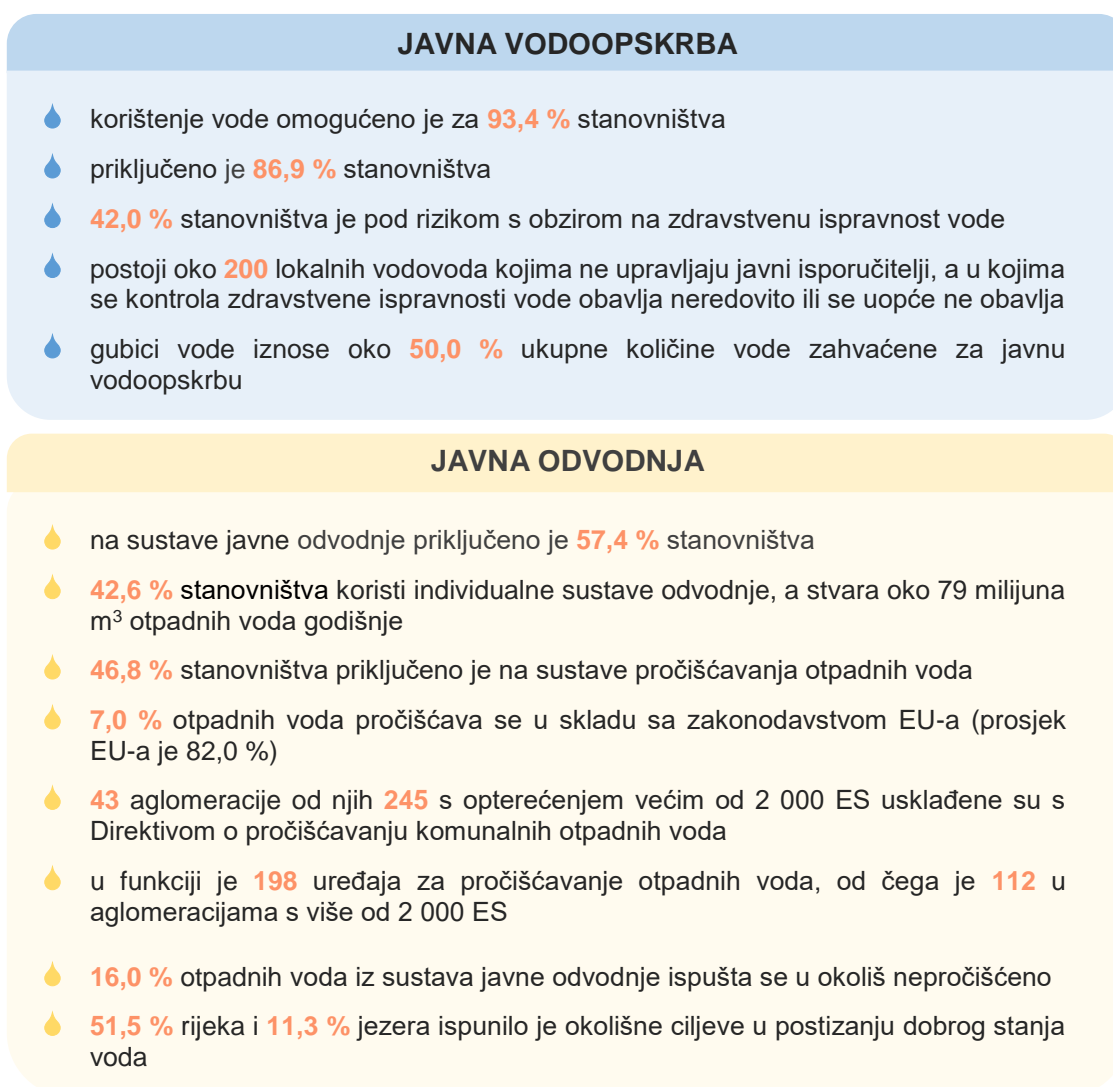 JAVNA VODOOPSKRBA
korištenje vode omogućeno je za 93,4 % stanovništva
priključeno je 86,9 % stanovništva
42,0 % stanovništva je pod rizikom s obzirom na zdravstvenu ispravnost vode
postoji oko 200 lokalnih vodovoda kojima ne upravljaju javni isporučitelji, a u kojima
se kontrola zdravstvene ispravnosti vode obavlja neredovito ili se uopće ne obavlja
gubici vode iznose oko 50,0 % ukupne količine vode zahvaćene za javnu
vodoopskrbu
JAVNA ODVODNJA
na sustave javne odvodnje priključeno je 57,4 % stanovništva
42,6 % stanovništva koristi individualne sustave odvodnje, a stvara oko 79 milijuna
m³ otpadnih voda godišnje
46,8 % stanovništva priključeno je na sustave pročišćavanja otpadnih voda
7,0 % otpadnih voda pročišćava se u skladu sa zakonodavstvom EU-a (prosjek
EU-a je 82,0 %)
43 aglomeracije od njih 245 s opterećenjem većim od 2 000 ES usklađene su s
Direktivom o pročišćavanju komunalnih otpadnih voda
u funkciji je 198 uređaja za pročišćavanje otpadnih voda, od čega je 112 u
aglomeracijama s više od 2 000 ES
16,0 % otpadnih voda iz sustava javne odvodnje ispušta se u okoliš nepročišćeno
51,5 % rijeka i 11,3 % jezera ispunilo je okolišne ciljeve u postizanju dobrog stanja
voda